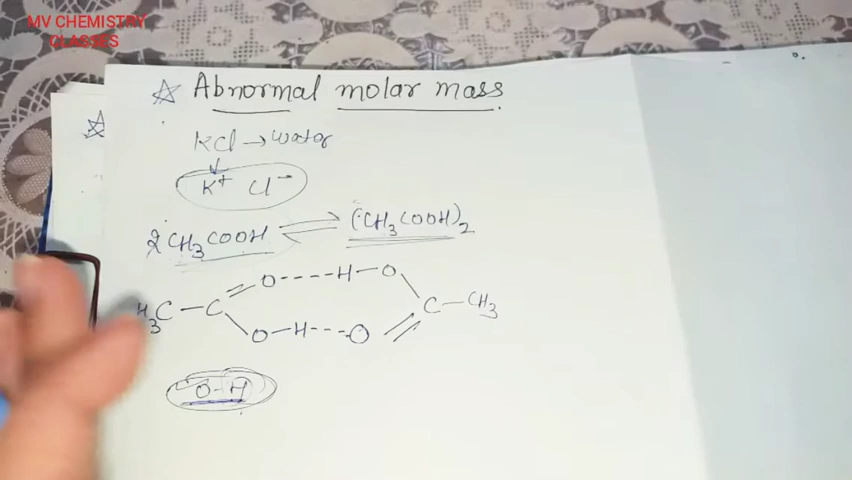 MV CHEMISTRY
CLASSES
☆ Abnormal molar mass
☆
KCl → Water
↓
K⁺ Cl⁻
2CH₃COOH ⇌ (CH₃COOH)₂
O----H-O
H₃C-C C-CH₃
O-H---O
O-H